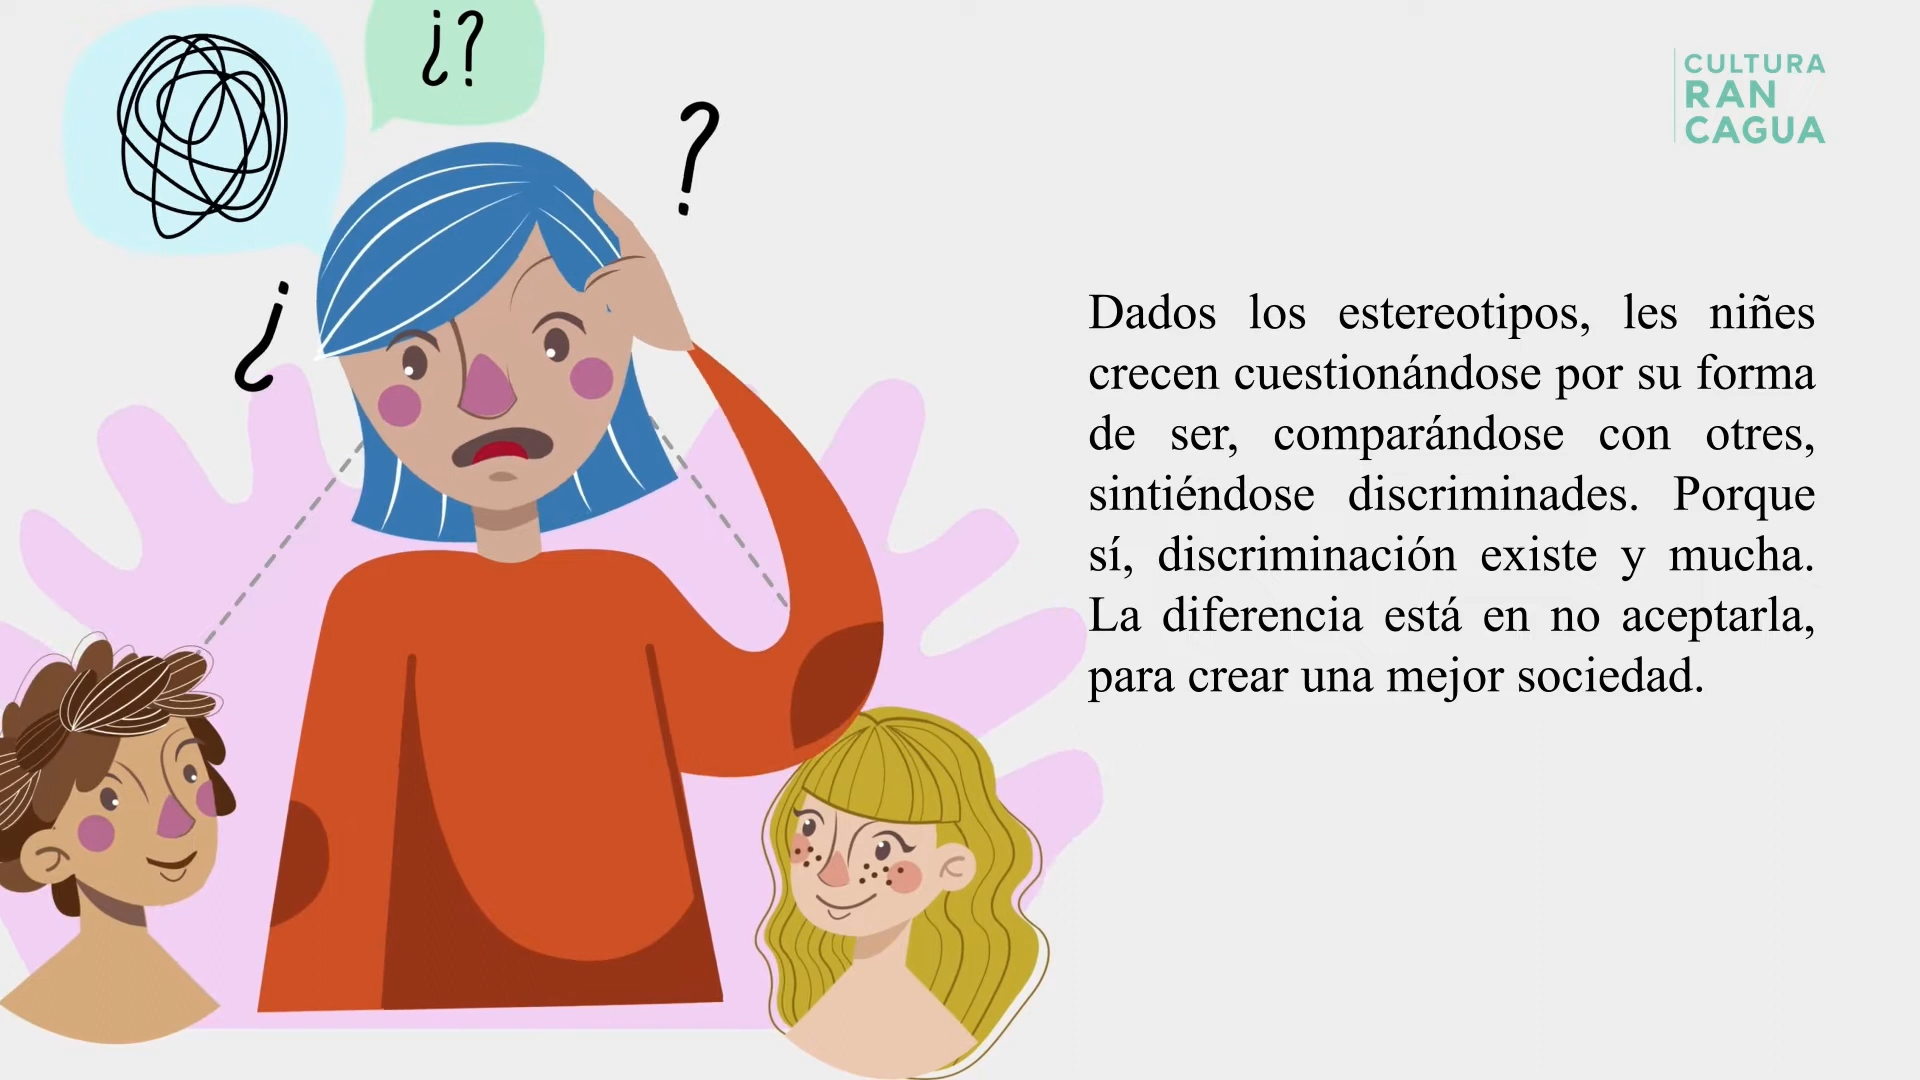 ¿?
?
¿
CULTURA
RAN
CAGUA
Dados los estereotipos, les niñes
crecen cuestionándose por su forma
de ser, comparándose con otres,
sintiéndose discriminades. Porque
sí, discriminación existe y mucha.
La diferencia está en no aceptarla,
para crear una mejor sociedad.